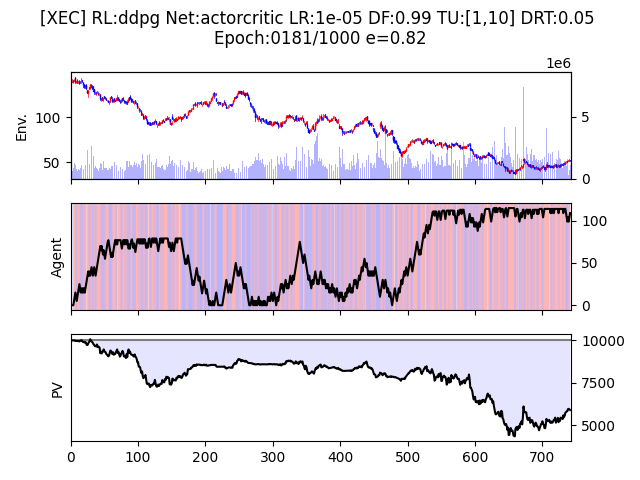 [XEC] RL:ddpg Net:actorcritic LR:1e-05 DF:0.99 TU:[1,10] DRT:0.05
Epoch:0181/1000 e=0.82
1e6
Env.
100
50
5
0
Agent
100
50
0
PV
10000
7500
5000
0 100 200 300 400 500 600 700